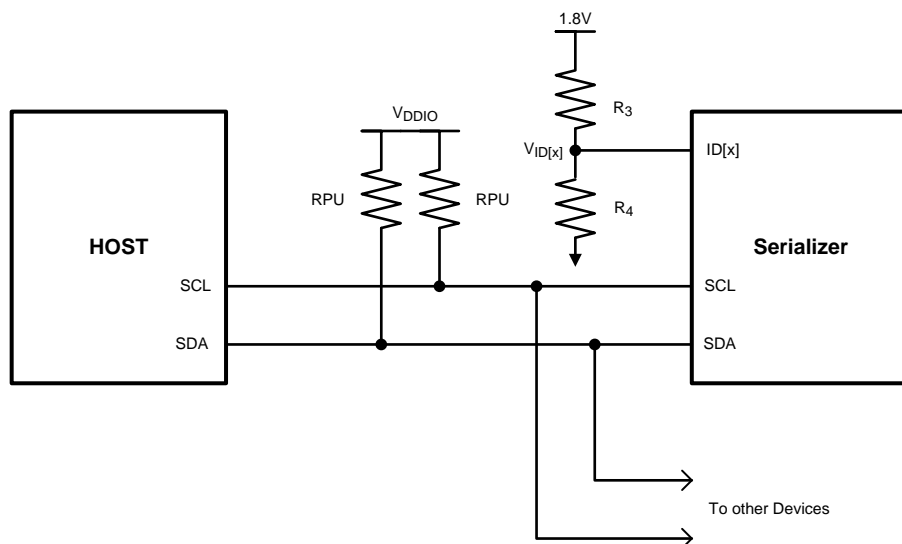 1.8V
R3
VDDIO
VID[x]
ID[x]
RPU
RPU
R4
HOST
Serializer
SCL
SCL
SDA
SDA
To other Devices